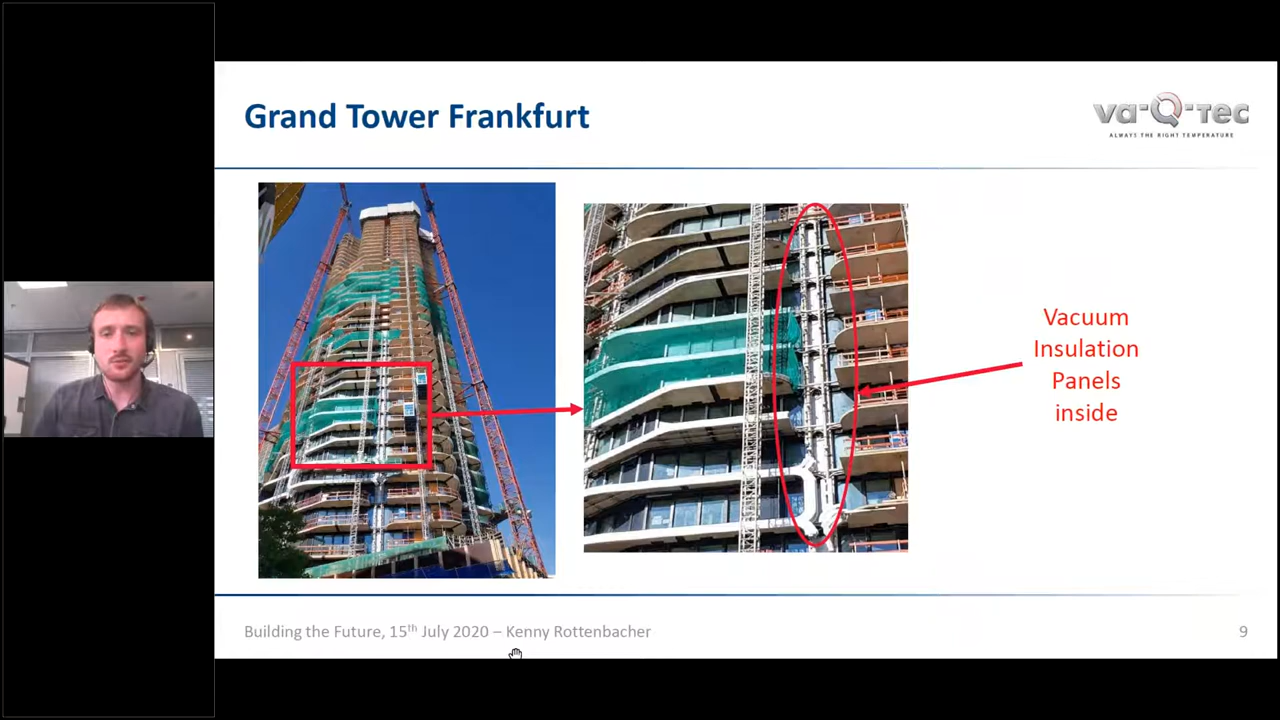 Grand Tower Frankfurt
va-Q-tec
ALWAYS THE RIGHT TEMPERATURE
Vacuum
Insulation
Panels
inside
Building the Future, 15th July 2020 – Kenny Rottenbacher
9